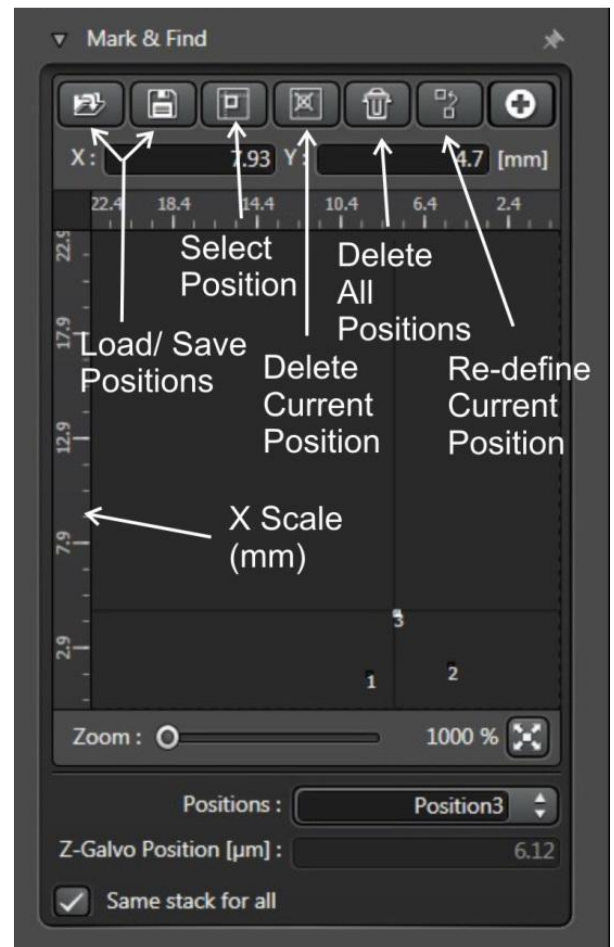 Mark & Find
X: 7.93 Y: 4.7 [mm]
22.4 18.4 14.4 10.4 6.4 2.4
22.9
17.9
12.9
7.9
2.9
Select
Position
Delete
All
Positions
Load/ Save
Positions
Delete
Current
Position
Re-define
Current
Position
X Scale
(mm)
3
1
2
Zoom : 1000 %
Positions : Position3
Z-Galvo Position [µm] : 6.12
Same stack for all